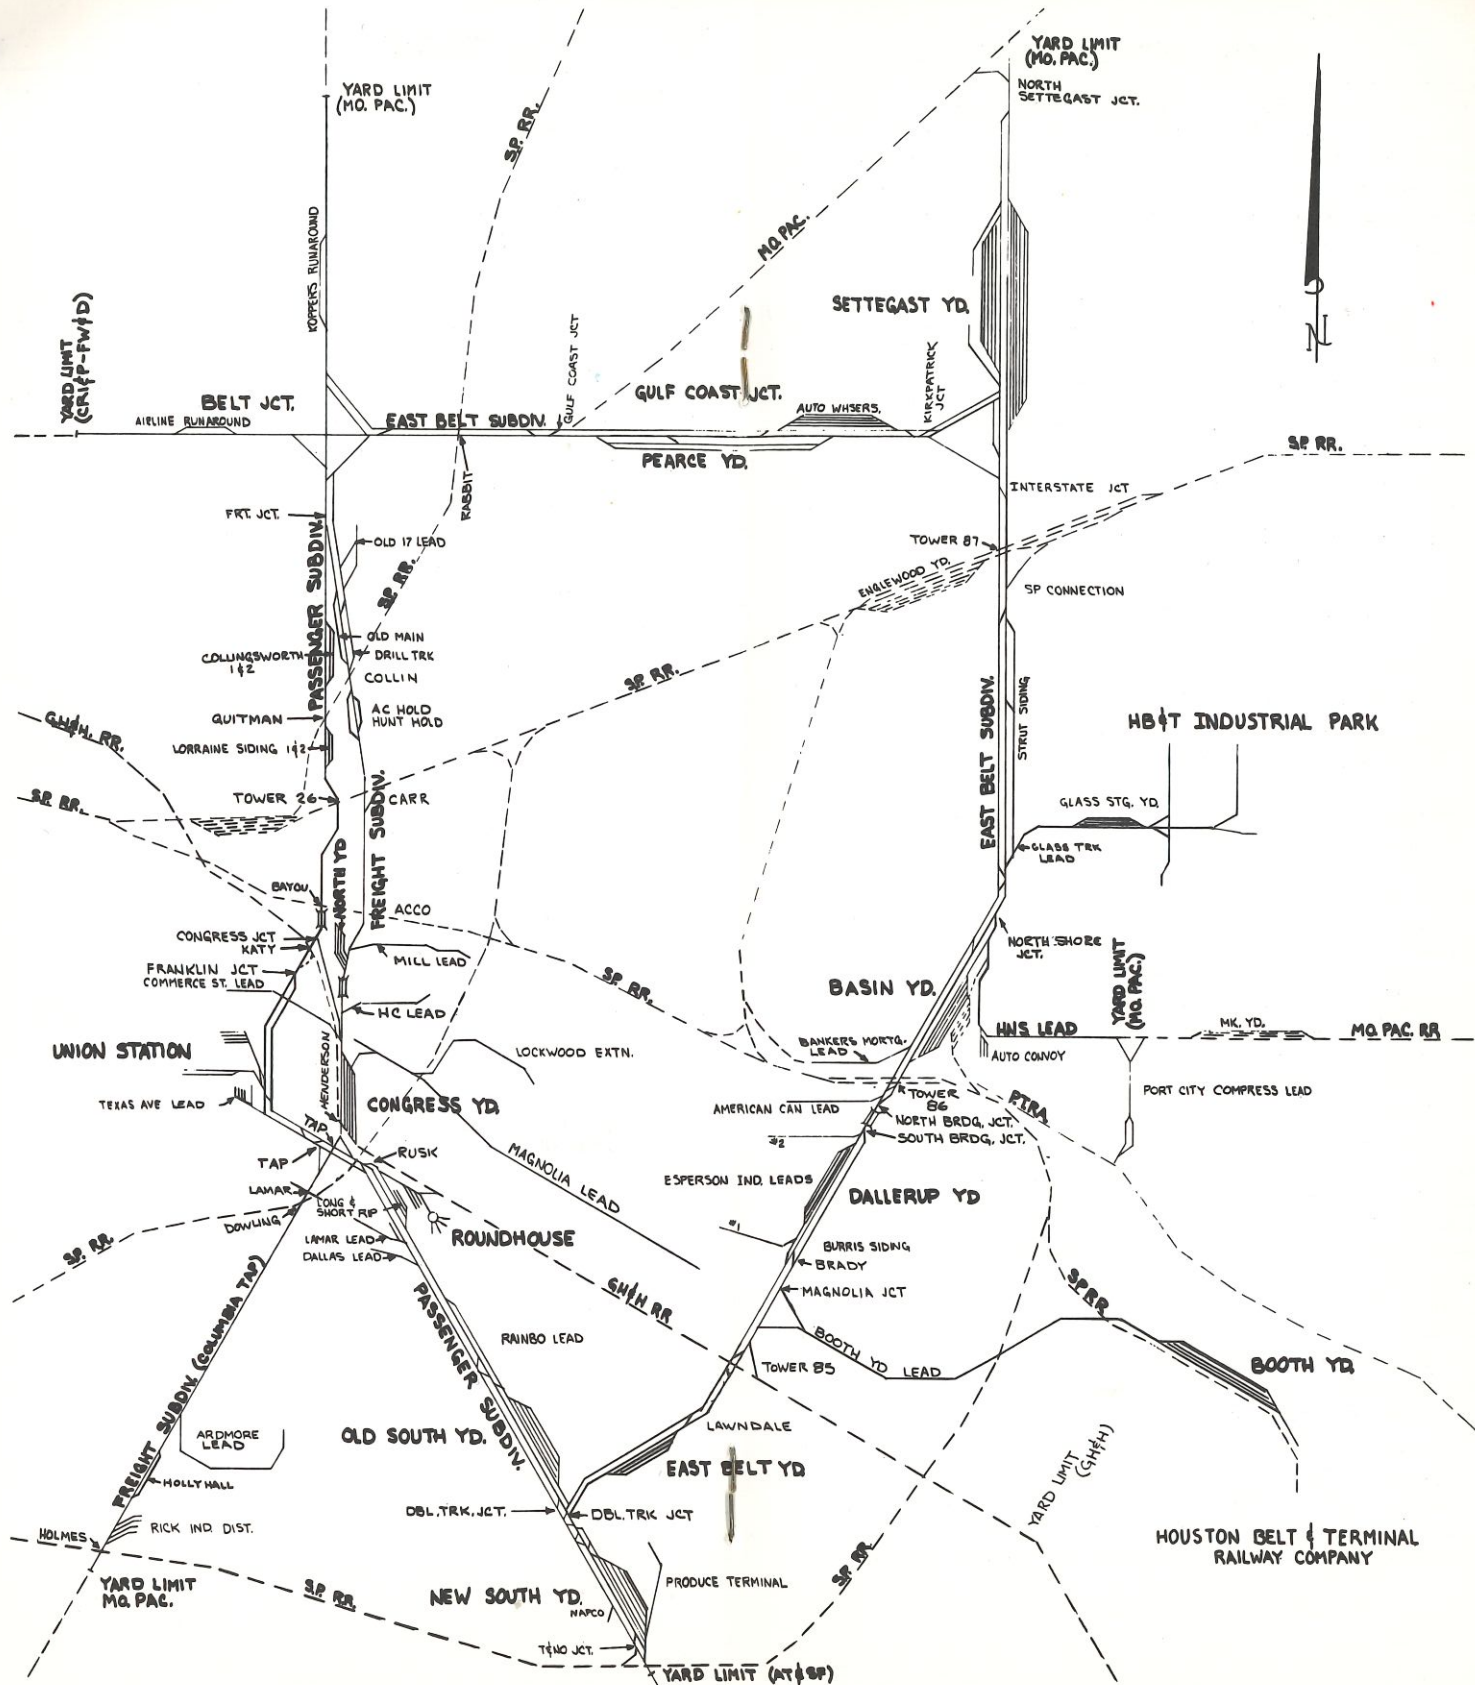 YARD LIMIT
(MO. PAC.)
YARD LIMIT
(MO. PAC.)
NORTH
SETTEGAST JCT.
S.P. RR.
MO. PAC.
KOPPERS RUNAROUND
SETTEGAST YD.
N
YARD LIMIT
(CRI&P-FW&D)
BELT JCT.
AIRLINE RUNAROUND
EAST BELT SUBDIV.
GULF COAST JCT
GULF COAST JCT.
AUTO WHSERS.
KIRKPATRICK
JCT
PEARCE YD.
RABBIT
S.P. RR.
INTERSTATE JCT
FRT. JCT.
OLD 17 LEAD
TOWER 87
ENGLEWOOD YD.
SP CONNECTION
PASSENGER SUBDIV.
S.P. RR.
OLD MAIN
COLLINGSWORTH
1&2
DRILL TRK
COLLIN
S.P. RR.
QUITMAN
AC HOLD
HUNT HOLD
GH&H. RR.
LORRAINE SIDING 1&2
EAST BELT SUBDIV.
STRUT SIDING
HB&T INDUSTRIAL PARK
S.P. RR.
TOWER 26
CARR
FREIGHT SUBDIV.
GLASS STG. YD.
GLASS TRK
LEAD
NORTH YD
BAYOU
ACCO
CONGRESS JCT
KATY
MILL LEAD
NORTH SHORE
JCT.
FRANKLIN JCT
COMMERCE ST. LEAD
S.P. RR.
BASIN YD.
YARD LIMIT
(MO. PAC.)
HC LEAD
HNS LEAD
MK. YD.
MO. PAC. RR
UNION STATION
HENDERSON
LOCKWOOD EXTN.
BANKERS MORTG.
LEAD
AUTO CONVOY
TEXAS AVE LEAD
CONGRESS YD.
AMERICAN CAN LEAD
TOWER
86
P.T.R.A.
PORT CITY COMPRESS LEAD
NORTH BRDG. JCT.
SOUTH BRDG. JCT.
TAP
TAP
RUSK
#2
MAGNOLIA LEAD
ESPERSON IND. LEADS
DALLERUP YD
LAMAR
LONG &
SHORT RIP
DOWLING
#1
S.P. RR.
LAMAR LEAD
ROUNDHOUSE
BURRIS SIDING
DALLAS LEAD
BRADY
GH&H RR
MAGNOLIA JCT
SP RR
PASSENGER SUBDIV.
RAINBO LEAD
BOOTH YD LEAD
TOWER 85
BOOTH YD.
FREIGHT SUBDIV. (COLUMBIA TAP)
ARDMORE
LEAD
OLD SOUTH YD.
LAWNDALE
EAST BELT YD
YARD LIMIT
(GH&H)
HOLLY HALL
DBL. TRK. JCT.
DBL. TRK JCT
HOLMES
RICK IND. DIST.
HOUSTON BELT & TERMINAL
RAILWAY COMPANY
S.P. RR
YARD LIMIT
MO. PAC.
S.P. RR.
NEW SOUTH YD.
PRODUCE TERMINAL
NAPCO
T&NO JCT.
YARD LIMIT (AT&SF)